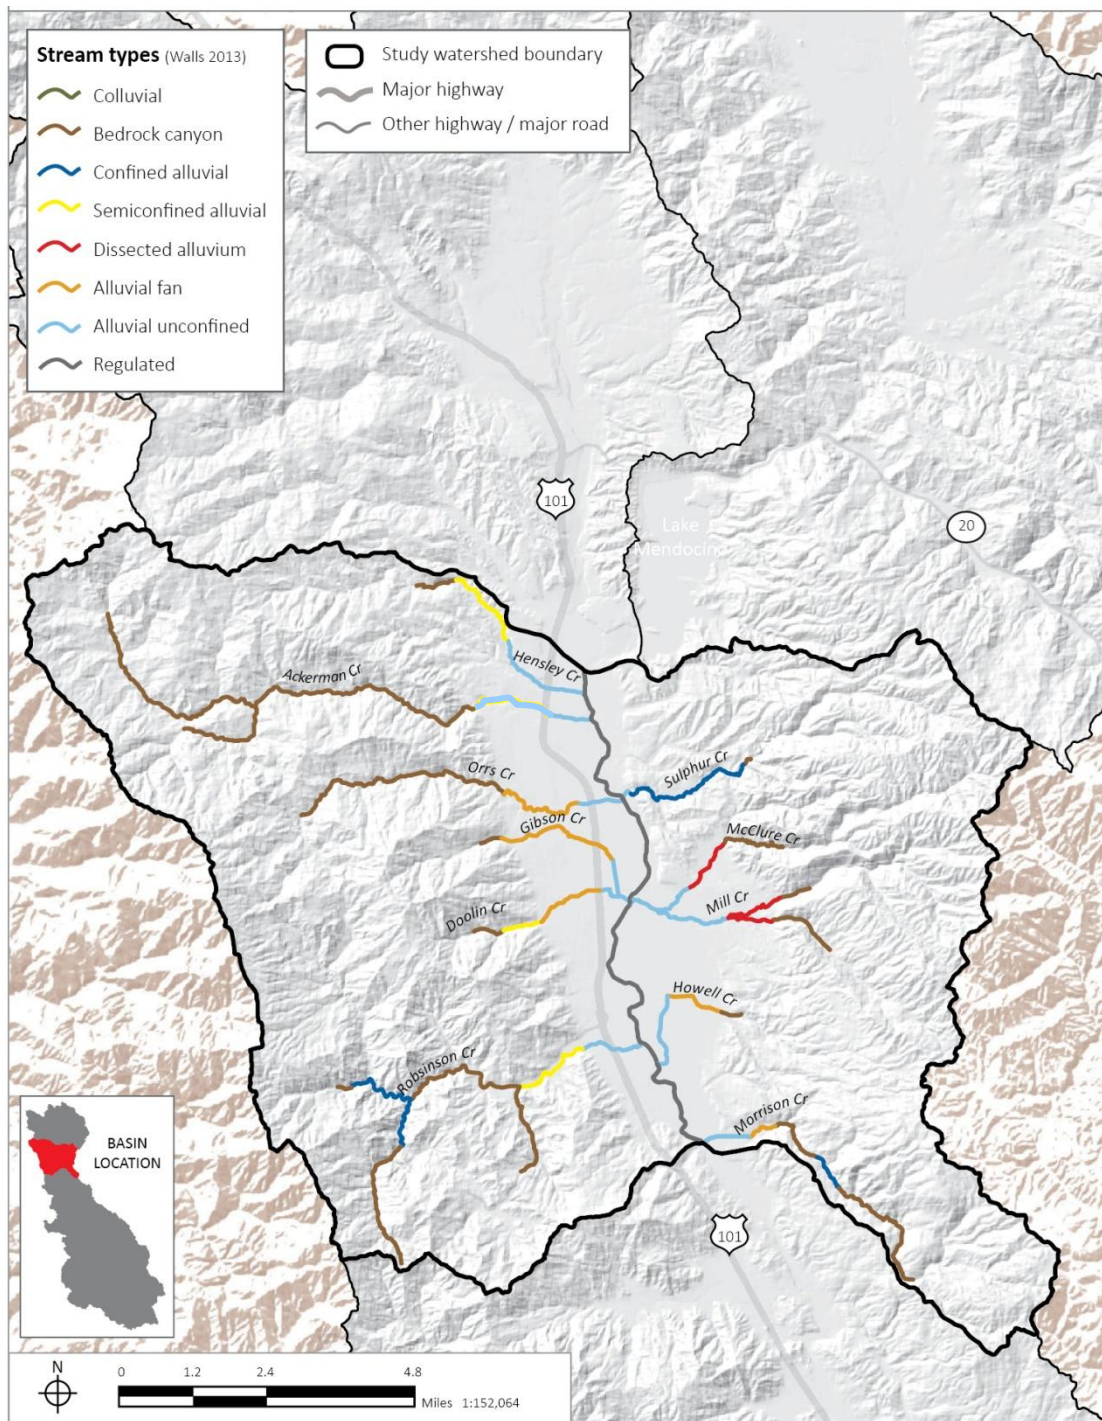 Stream types (Walls 2013)
Colluvial
Bedrock canyon
Confined alluvial
Semiconfined alluvial
Dissected alluvium
Alluvial fan
Alluvial unconfined
Regulated
Study watershed boundary
Major highway
Other highway / major road
101
20
Lake
Mendocino
Hensley Cr
Ackerman Cr
Orrs Cr
Sulphur Cr
Gibson Cr
McClure Cr
Mill Cr
Doolin Cr
Howell Cr
Robsinson Cr
Morrison Cr
BASIN
LOCATION
101
N
0 1.2 2.4 4.8
Miles 1:152,064